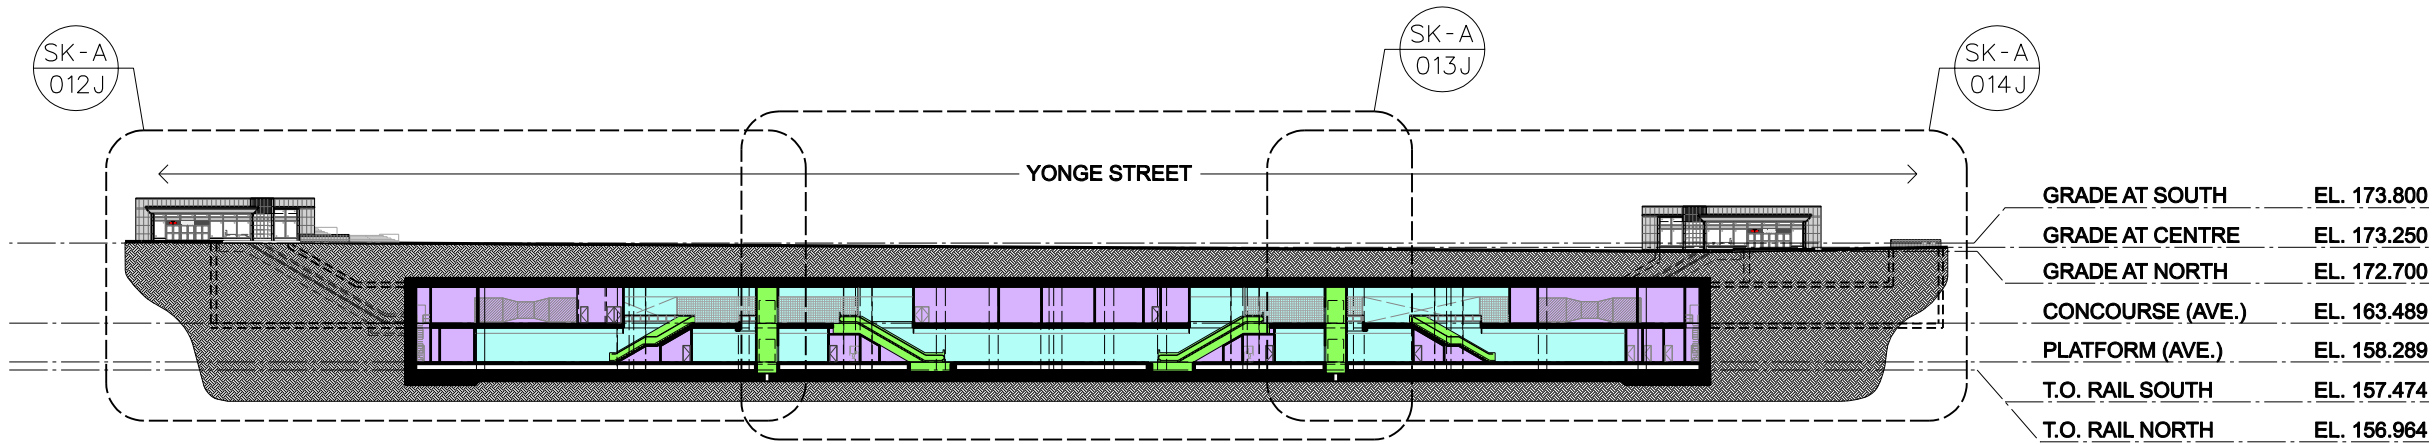 SK-A
012J
SK-A
013J
SK-A
014J
YONGE STREET
GRADE AT SOUTH EL. 173.800
GRADE AT CENTRE EL. 173.250
GRADE AT NORTH EL. 172.700
CONCOURSE (AVE.) EL. 163.489
PLATFORM (AVE.) EL. 158.289
T.O. RAIL SOUTH EL. 157.474
T.O. RAIL NORTH EL. 156.964